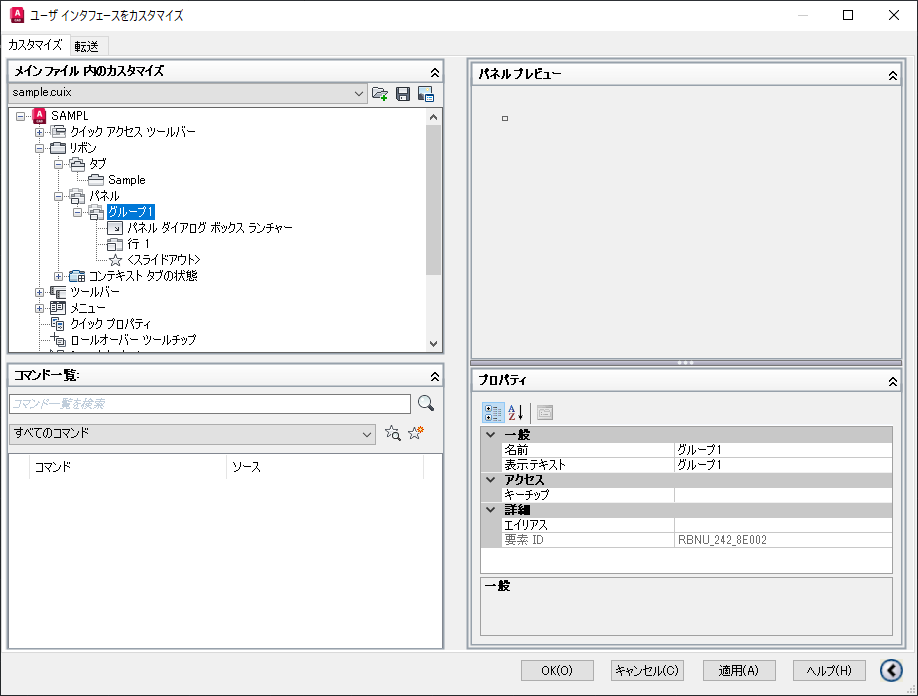 ユーザ インタフェースをカスタマイズ
カスタマイズ 転送
メイン ファイル 内のカスタマイズ
sample.cuix
SAMPL
クイック アクセス ツールバー
リボン
タブ
Sample
パネル
グループ1
パネル ダイアログ ボックス ランチャー
行 1
<スライドアウト>
コンテキスト タブの状態
ツールバー
メニュー
クイック プロパティ
ロールオーバー ツールチップ
コマンド一覧:
コマンド一覧を検索
すべてのコマンド
コマンド ソース
パネル プレビュー
プロパティ
一般
名前 グループ1
表示テキスト グループ1
アクセス
キーチップ
詳細
エイリアス
要素 ID RBNU_242_8E002
一般
OK(O) キャンセル(C) 適用(A) ヘルプ(H)